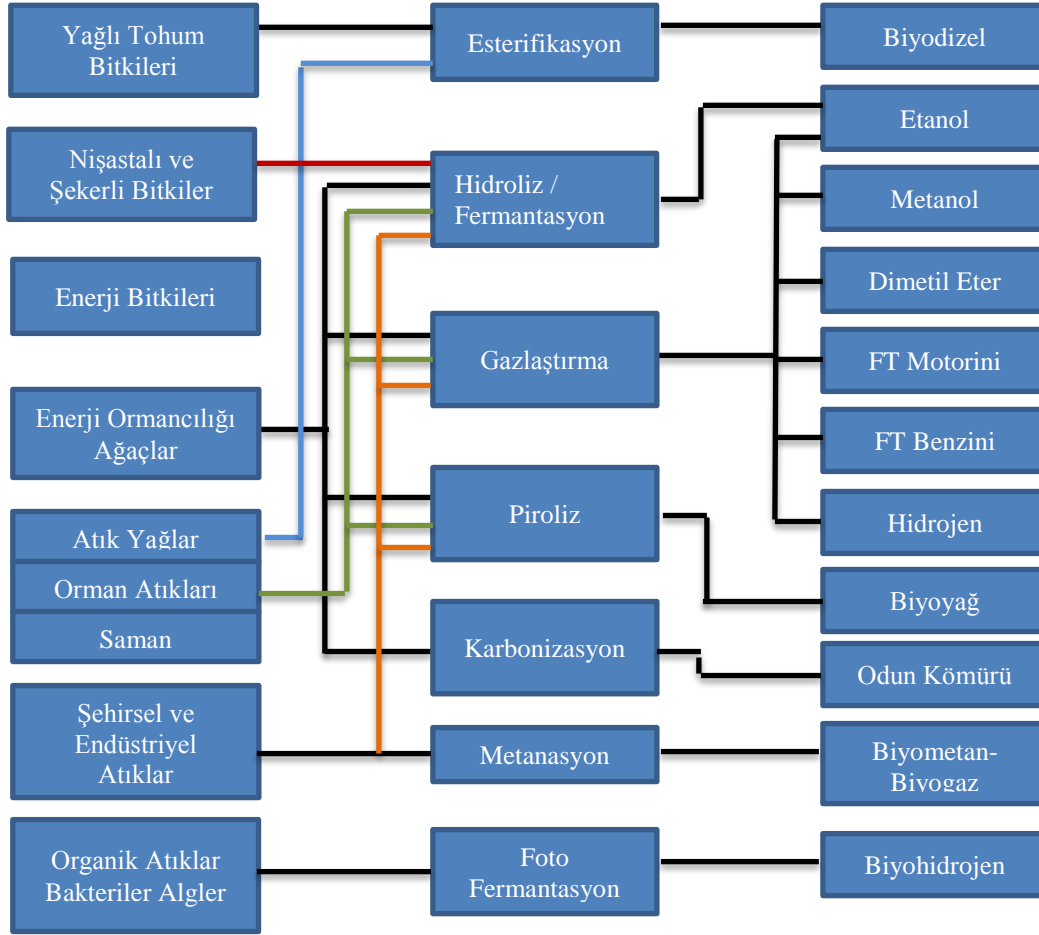 Yağlı Tohum
Bitkileri
Nişastalı ve
Şekerli Bitkiler
Enerji Bitkileri
Enerji Ormancılığı
Ağaçlar
Atık Yağlar
Orman Atıkları
Saman
Şehirsel ve
Endüstriyel
Atıklar
Organik Atıklar
Bakteriler Algler
Esterifikasyon
Hidroliz /
Fermantasyon
Gazlaştırma
Piroliz
Karbonizasyon
Metanasyon
Foto
Fermantasyon
Biyodizel
Etanol
Metanol
Dimetil Eter
FT Motorini
FT Benzini
Hidrojen
Biyoyağ
Odun Kömürü
Biyometan-
Biyogaz
Biyohidrojen